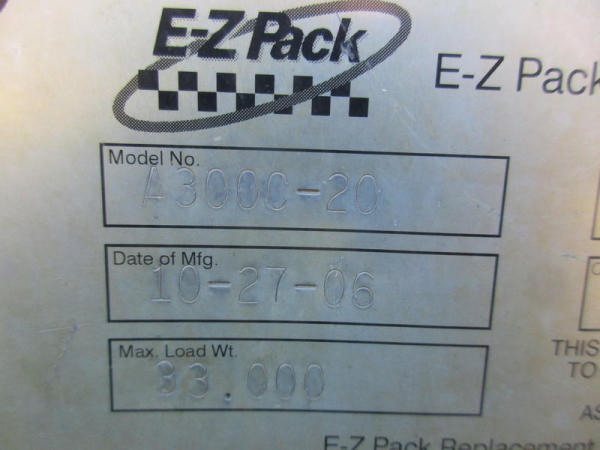 E-Z Pack
E-Z Pack
Model No.
A300C-20
Date of Mfg.
10-27-06
Max. Load Wt.
33.000
THIS
TO
AS
E-Z Pack Replacement